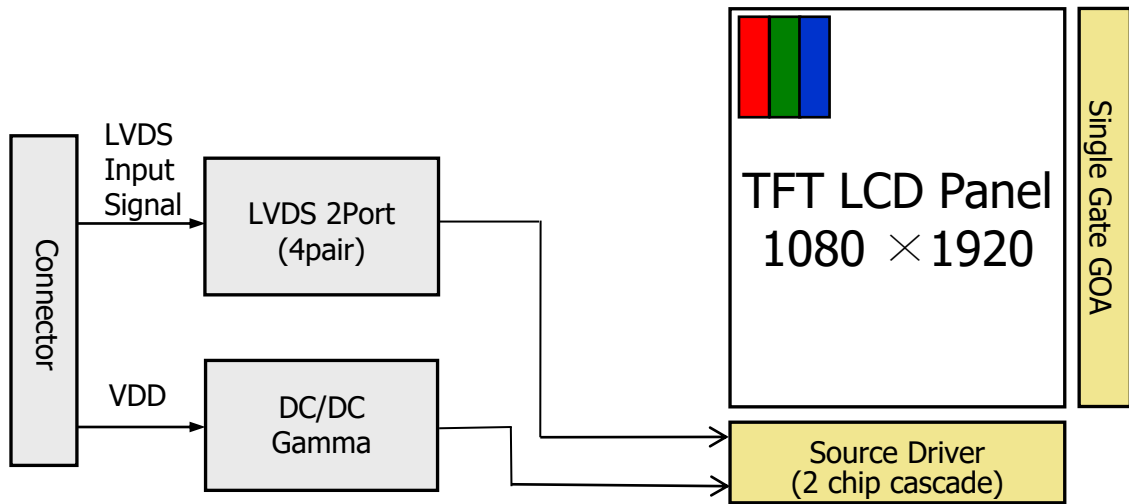 LVDS
Input
Signal
Connector
LVDS 2Port
(4pair)
VDD
DC/DC
Gamma
TFT LCD Panel
1080 ×1920
Single Gate GOA
Source Driver
(2 chip cascade)